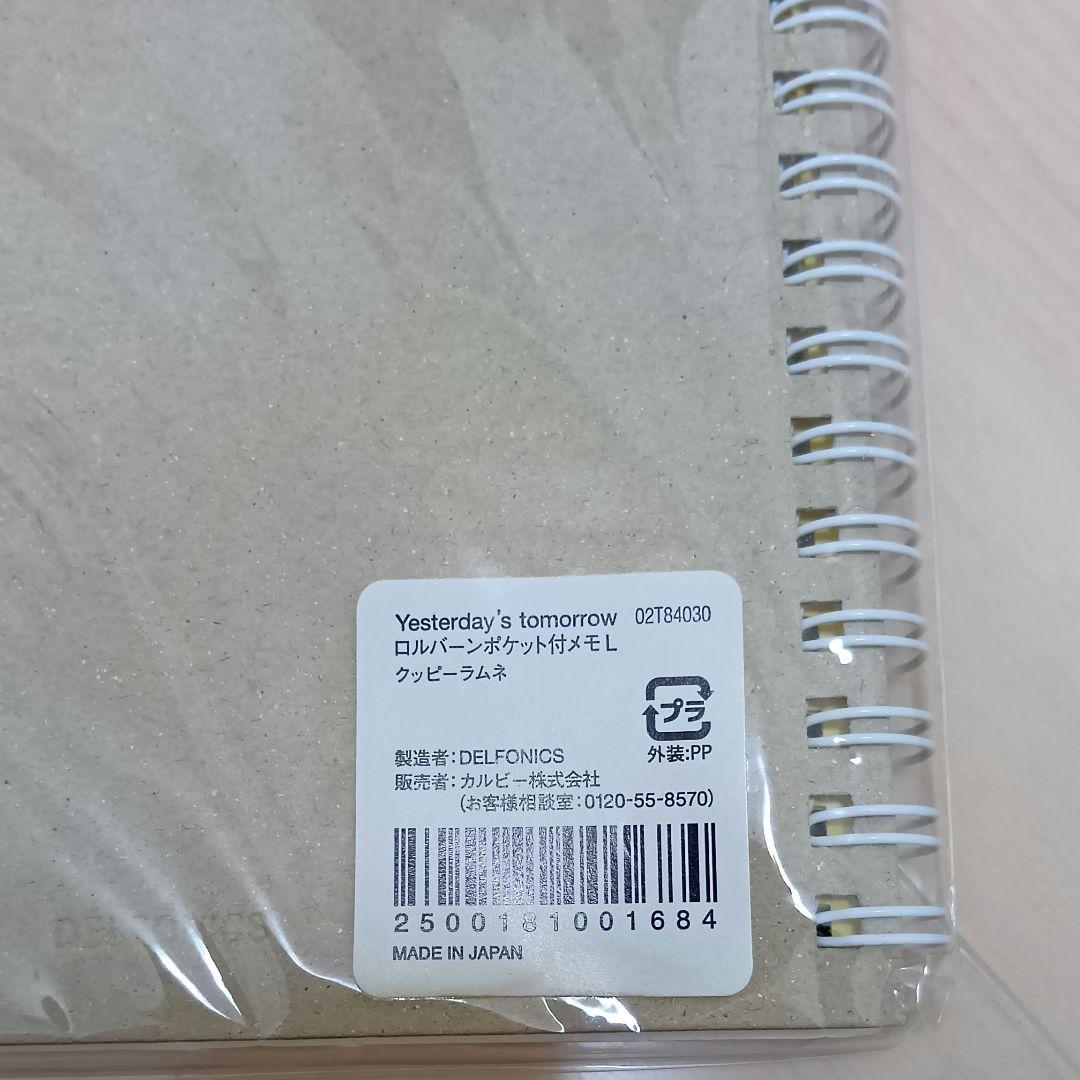 Yesterday's tomorrow 02T84030
ロルバーンポケット付メモL
クッピーラムネ
プラ
外装:PP
製造者:DELFONICS
販売者:カルビー株式会社
(お客様相談室:0120-55-8570)
2500181001684
MADE IN JAPAN
DELFONICS